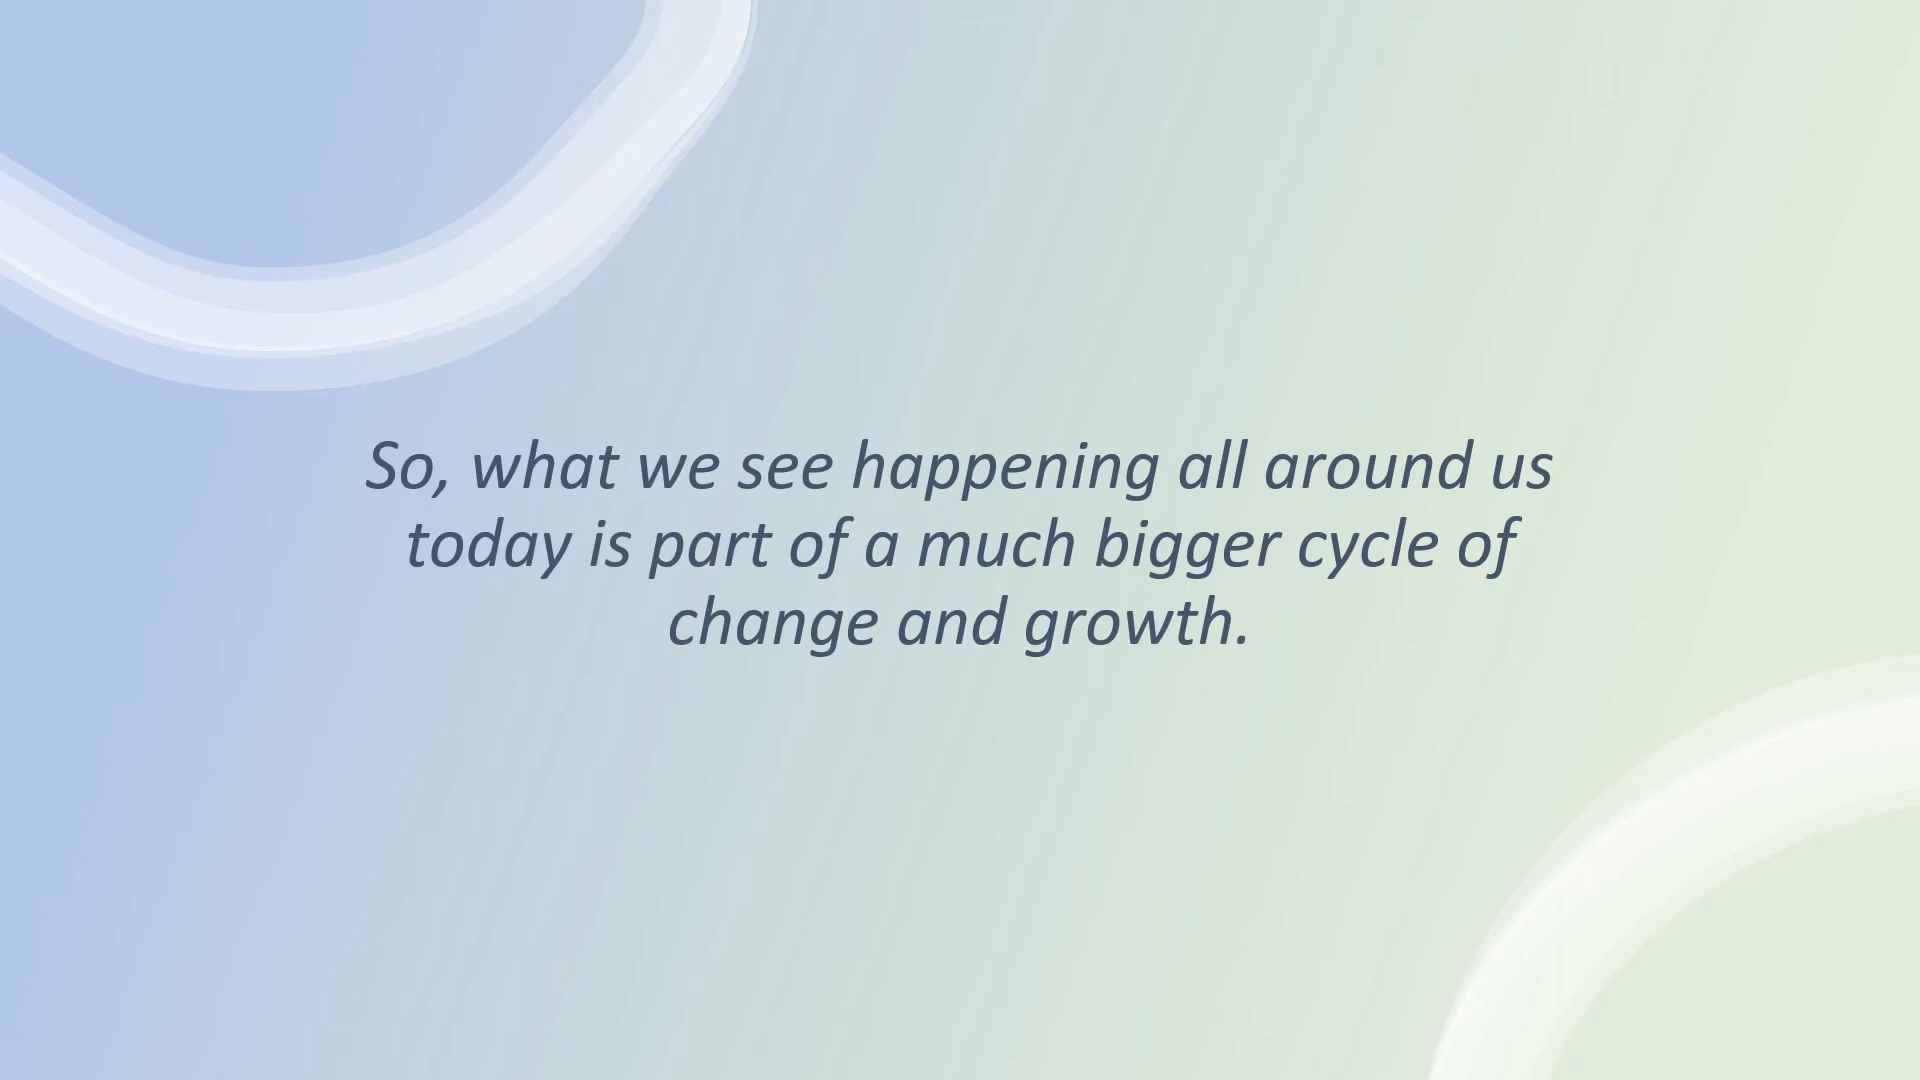 So, what we see happening all around us
today is part of a much bigger cycle of
change and growth.